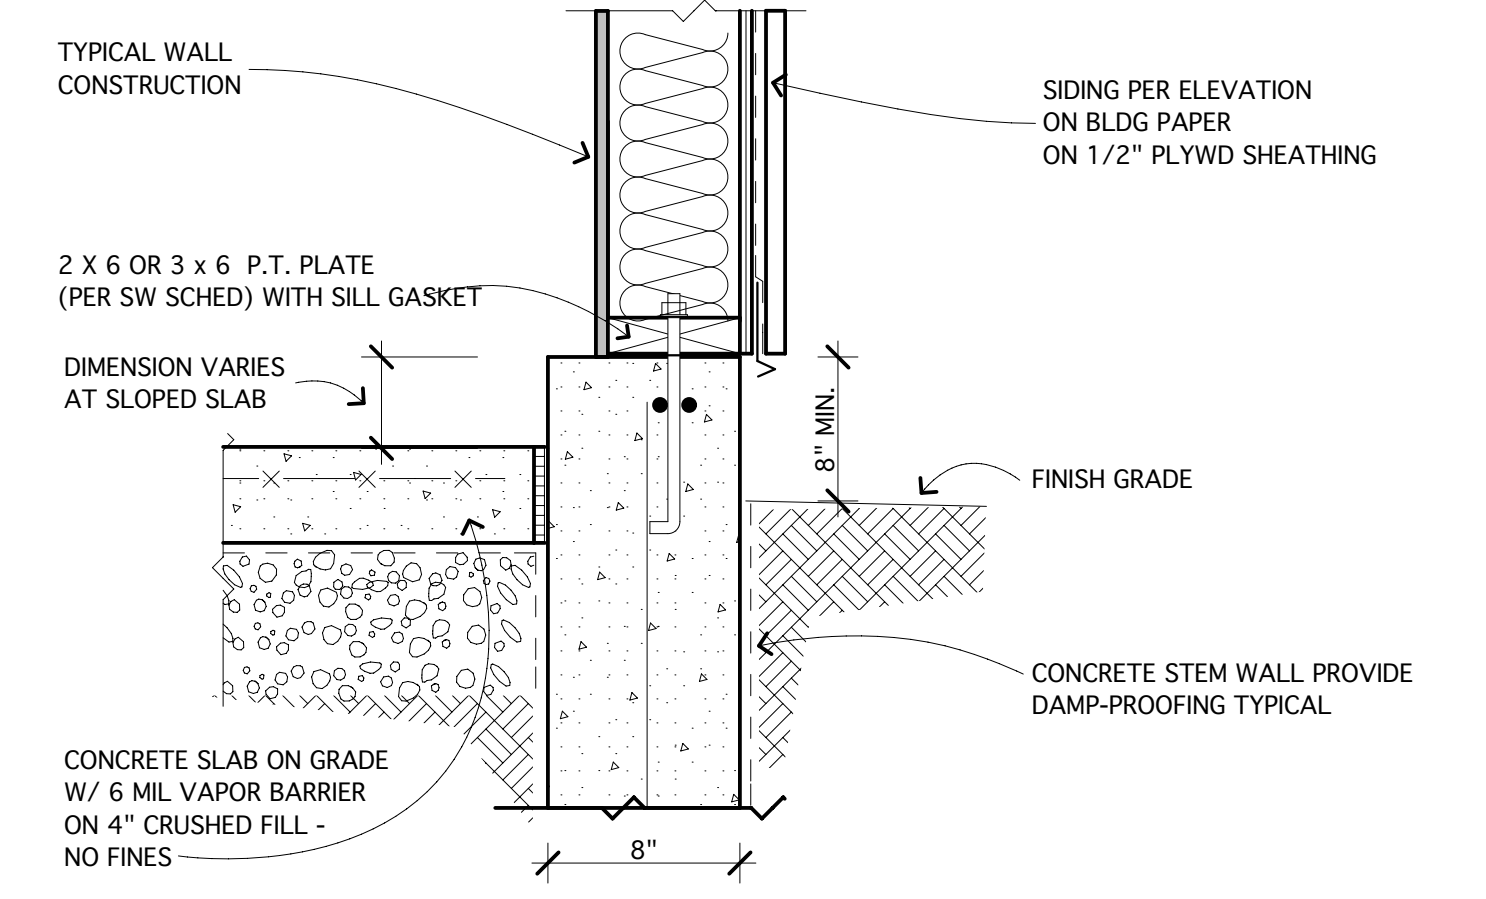 TYPICAL WALL
CONSTRUCTION
SIDING PER ELEVATION
ON BLDG PAPER
ON 1/2" PLYWD SHEATHING
2 X 6 OR 3 x 6 P.T. PLATE
(PER SW SCHED) WITH SILL GASKET
DIMENSION VARIES
AT SLOPED SLAB
8" MIN.
FINISH GRADE
CONCRETE STEM WALL PROVIDE
DAMP-PROOFING TYPICAL
CONCRETE SLAB ON GRADE
W/ 6 MIL VAPOR BARRIER
ON 4" CRUSHED FILL -
NO FINES
8"